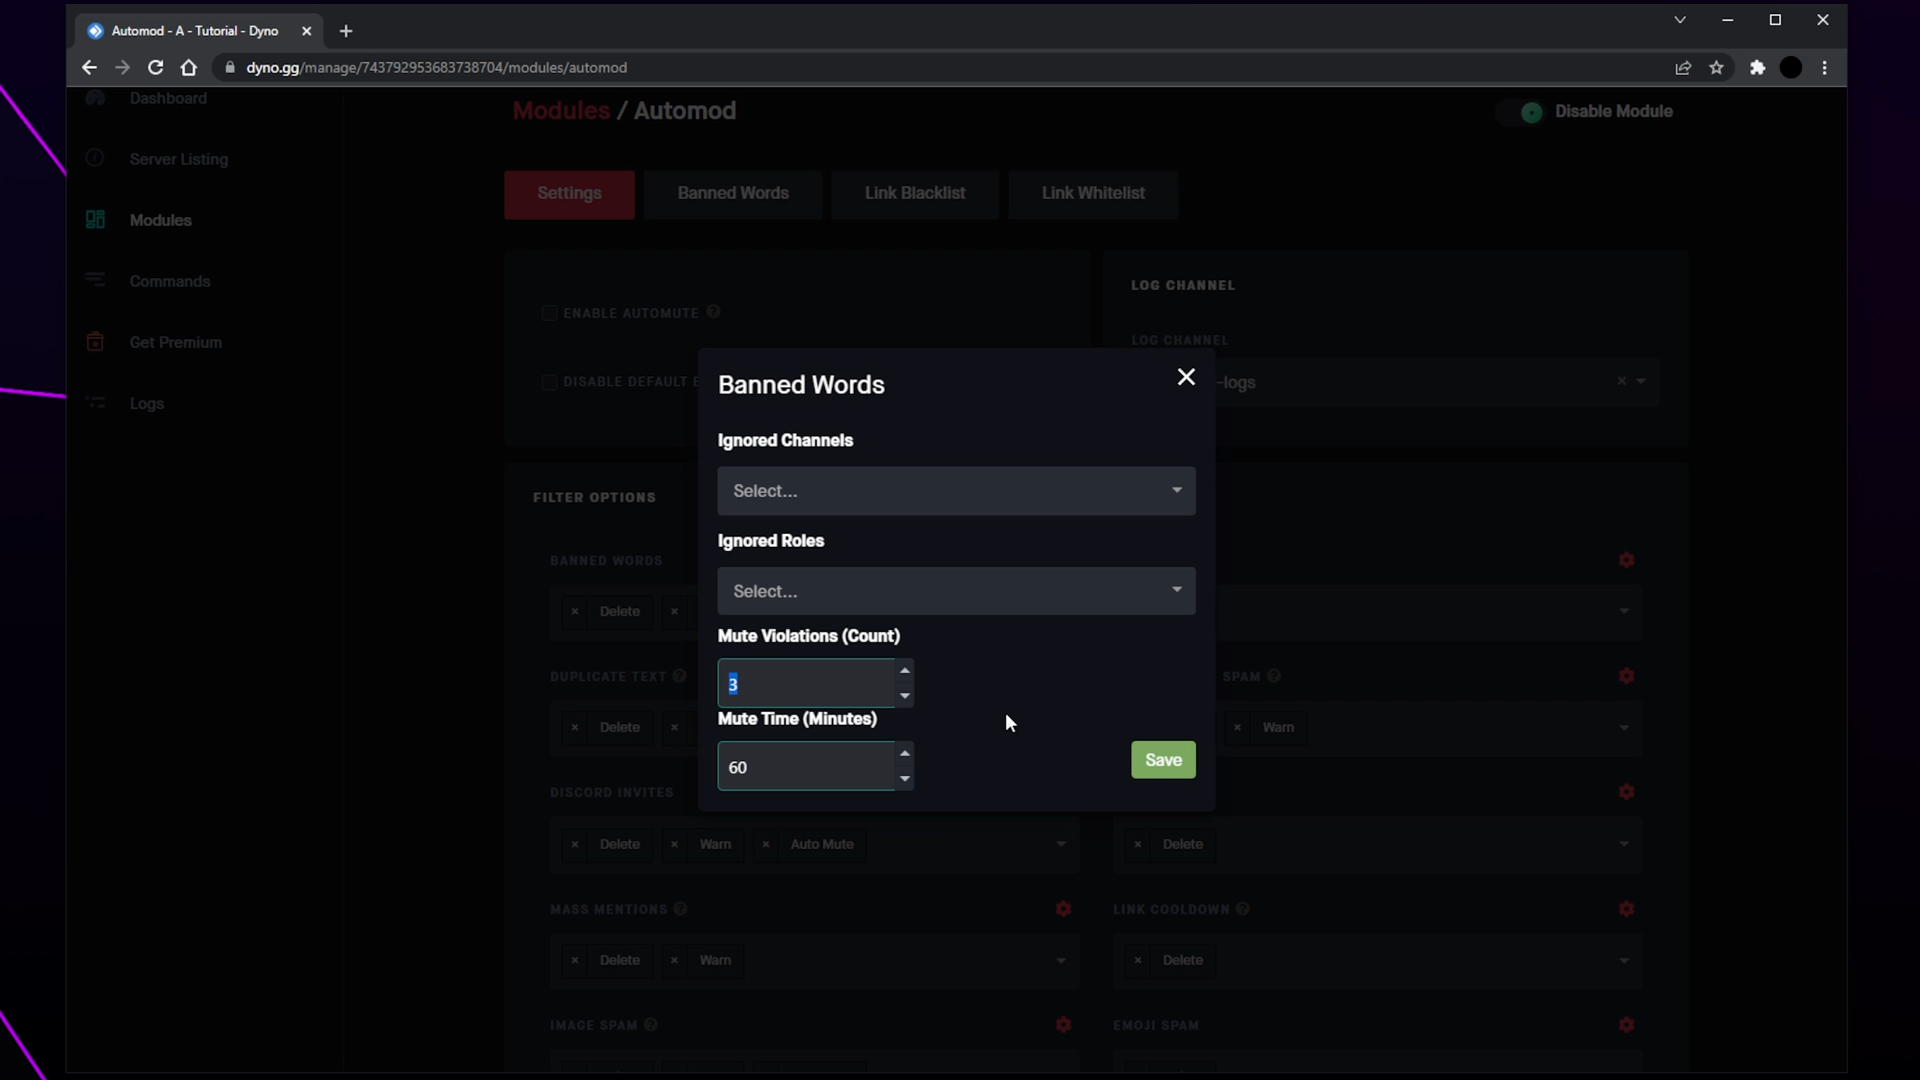 Automod - A - Tutorial - Dyno
dyno.gg/manage/743792953683738704/modules/automod
Dashboard
Server Listing
Modules
Commands
Get Premium
Logs
Modules / Automod
Disable Module
Settings
Banned Words
Link Blacklist
Link Whitelist
ENABLE AUTOMUTE
DISABLE DEFAULT
LOG CHANNEL
LOG CHANNEL
-logs
Banned Words
Ignored Channels
Select...
Ignored Roles
Select...
Mute Violations (Count)
3
Mute Time (Minutes)
60
Save
FILTER OPTIONS
BANNED WORDS
Delete
DUPLICATE TEXT
Delete
SPAM
Warn
DISCORD INVITES
Delete Warn Auto Mute
Delete
MASS MENTIONS
Delete Warn
LINK COOLDOWN
Delete
IMAGE SPAM
EMOJI SPAM